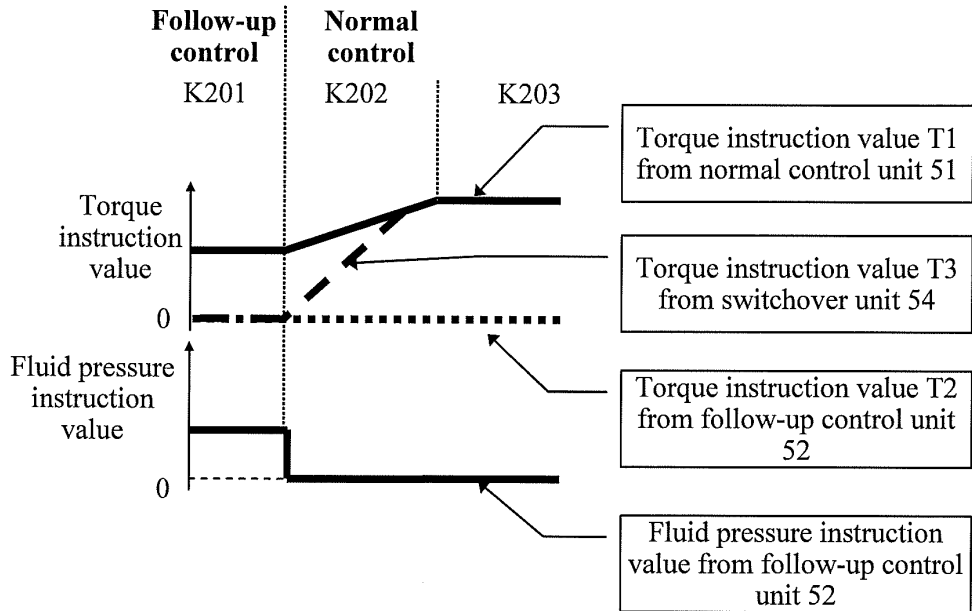 Follow-up
control
Normal
control
K201
K202
K203
Torque instruction value T1
from normal control unit 51
Torque
instruction
value
0
Torque instruction value T3
from switchover unit 54
Fluid pressure
instruction
value
0
Torque instruction value T2
from follow-up control unit
52
Fluid pressure instruction
value from follow-up control
unit 52